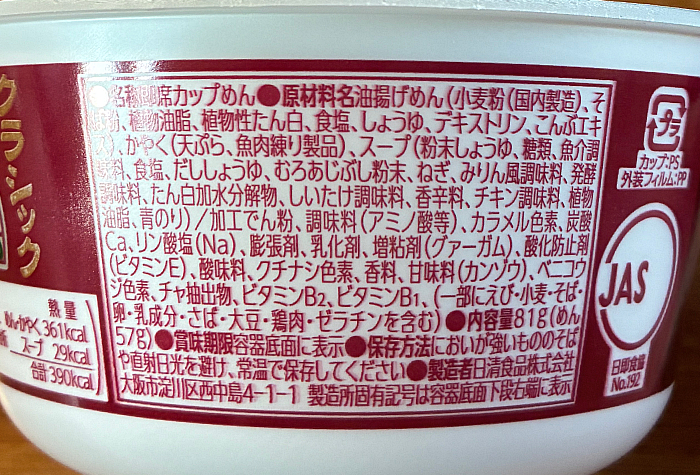 クラシック
●名称即席カップめん●原材料名油揚げめん(小麦粉(国内製造)、そ
ば粉、植物油脂、植物性たん白、食塩、しょうゆ、デキストリン、こんぶエキ
ス)、かやく(天ぷら、魚肉練り製品)、スープ(粉末しょうゆ、糖類、魚介調
味料、食塩、だししょうゆ、むろあじぶし粉末、ねぎ、みりん風調味料、発酵
調味料、たん白加水分解物、しいたけ調味料、香辛料、チキン調味料、植物
油脂、青のり)/加工でん粉、調味料(アミノ酸等)、カラメル色素、炭酸
Ca、リン酸塩(Na)、膨張剤、乳化剤、増粘剤(グァーガム)、酸化防止剤
(ビタミンE)、酸味料、クチナシ色素、香料、甘味料(カンゾウ)、ベニコウ
ジ色素、チャ抽出物、ビタミンB2、ビタミンB1、(一部にえび・小麦・そば・
卵・乳成分・さば・大豆・鶏肉・ゼラチンを含む)●内容量81g(めん
57g)●賞味期限容器底面に表示●保存方法においが強いもののそば
や直射日光を避け、常温で保存してください●製造者日清食品株式会社
大阪市淀川区西中島4-1-1 製造所固有記号は容器底面下段右端に表示
熱量
めん・かやく 361kcal
スープ 29kcal
合計 390kcal
プラ
カップ:PS
外装フィルム:PP
JAS
日即食協
No.192